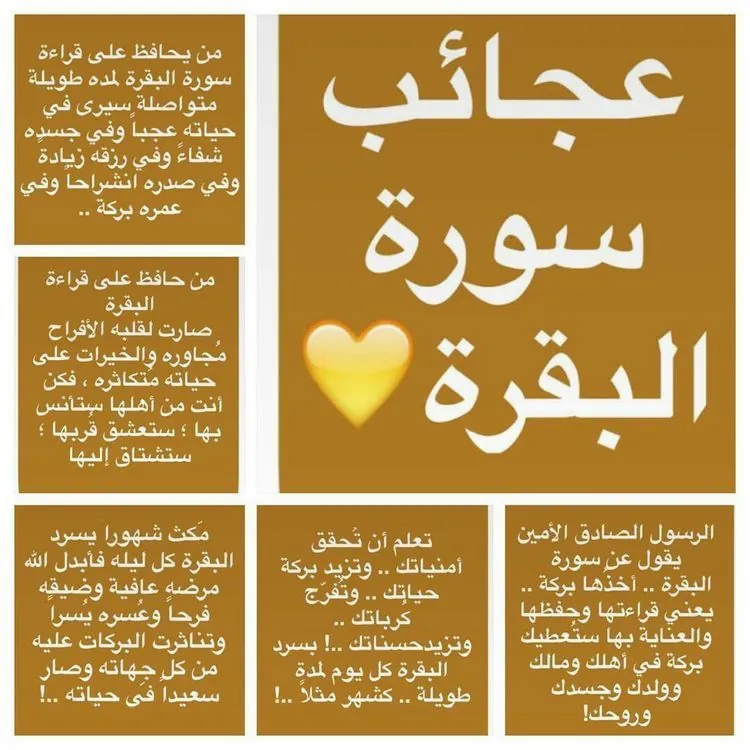 عجائب
سورة
البقرة💛
من يحافظ على قراءة
سورة البقرة لمده طويلة
متواصلة سيرى في
حياته عجباً وفي جسده
شفاءً وفي رزقه زيادة
وفي صدره انشراحاً وفي
عمره بركة ..
من حافظ على قراءة
البقرة
صارت لقلبه الأفراح
مُجاوره والخيرات على
حياته مُتكاثره ، فكن
أنت من أهلها ستأنس
بها ؛ ستعشق قُربها ؛
ستشتاق إليها
الرسول الصادق الأمين
يقول عن سورة
البقرة .. أخذُها بركة ..
يعني قراءتها وحفظها
والعناية بها ستُعطيك
بركة في أهلك ومالك
وولدك وجسدك
وروحك!
تعلم أن تُحقق
أمنياتك .. وتزيد بركة
حياتك .. وتُفرّج
كُرباتك ..
وتزيدحسناتك ..! بسرد
البقرة كل يوم لمدة
طويلة .. كشهر مثلاً ..!
مَكث شهورا يسرد
البقرة كل ليله فأبدل الله
مرضه عافية وضيقه
فرحاً وعُسره يُسراً
وتناثرت البركات عليه
من كل جهاته وصار
سعيداً فى حياته ..!